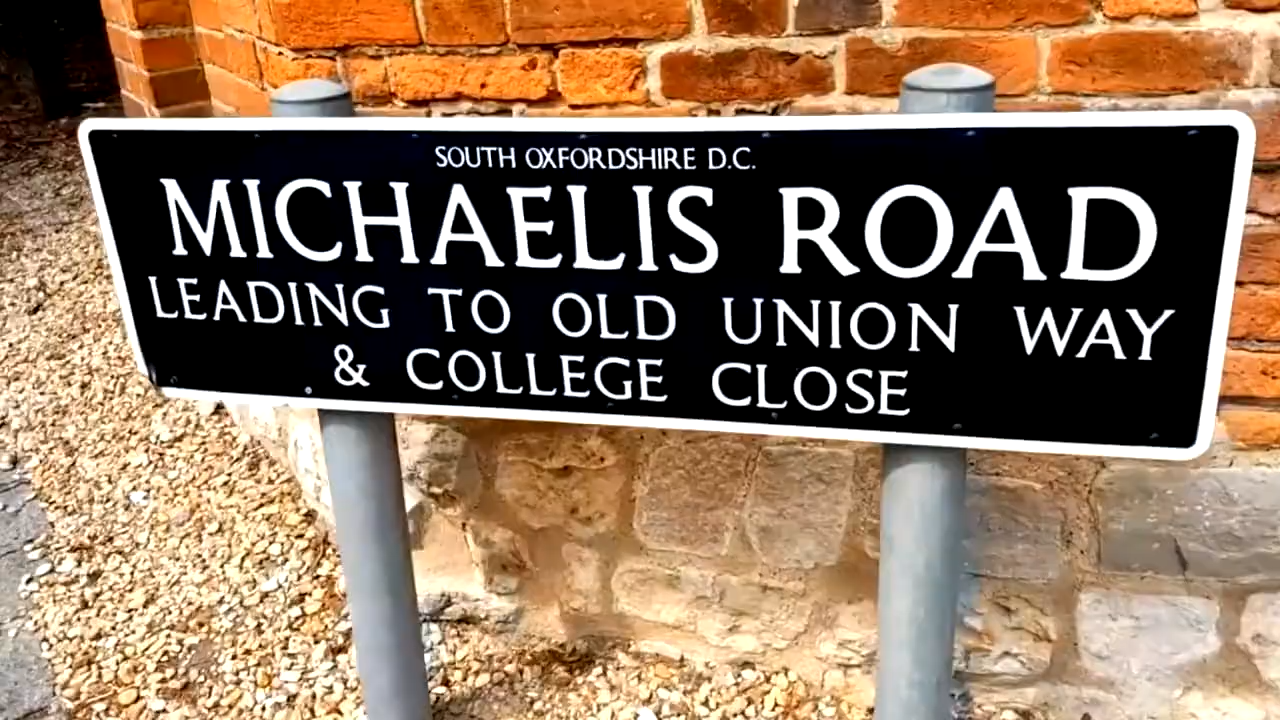 SOUTH OXFORDSHIRE D.C.
MICHAELIS ROAD
LEADING TO OLD UNION WAY
& COLLEGE CLOSE